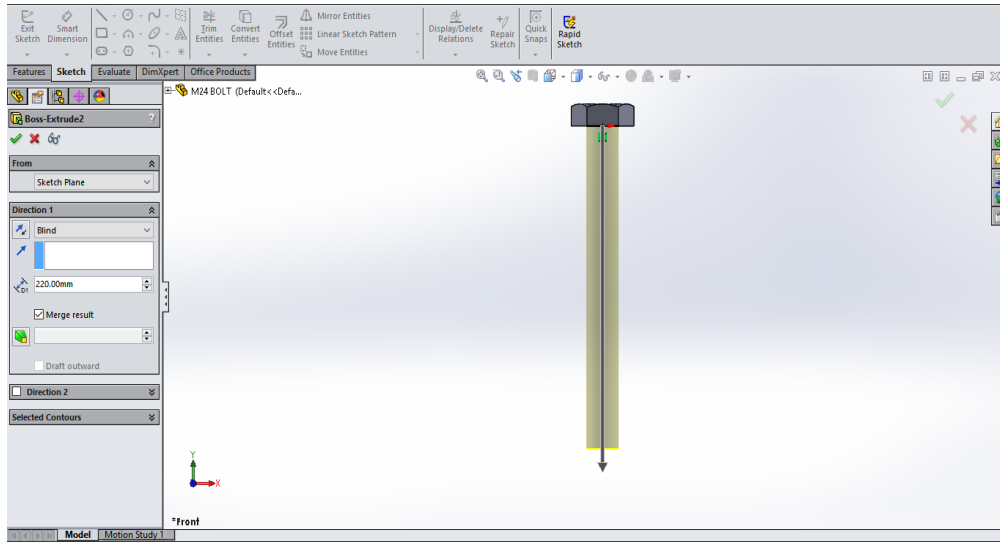 Exit Sketch
Smart Dimension
Trim Entities
Convert Entities
Offset Entities
Mirror Entities
Linear Sketch Pattern
Move Entities
Display/Delete Relations
Repair Sketch
Quick Snaps
Rapid Sketch
Features Sketch Evaluate DimXpert Office Products
M24 BOLT (Default<<Defa...
Boss-Extrude2 ?
From
Sketch Plane
Direction 1
Blind
D1 220.00mm
Merge result
Draft outward
Direction 2
Selected Contours
Y
X
*Front
Model Motion Study 1